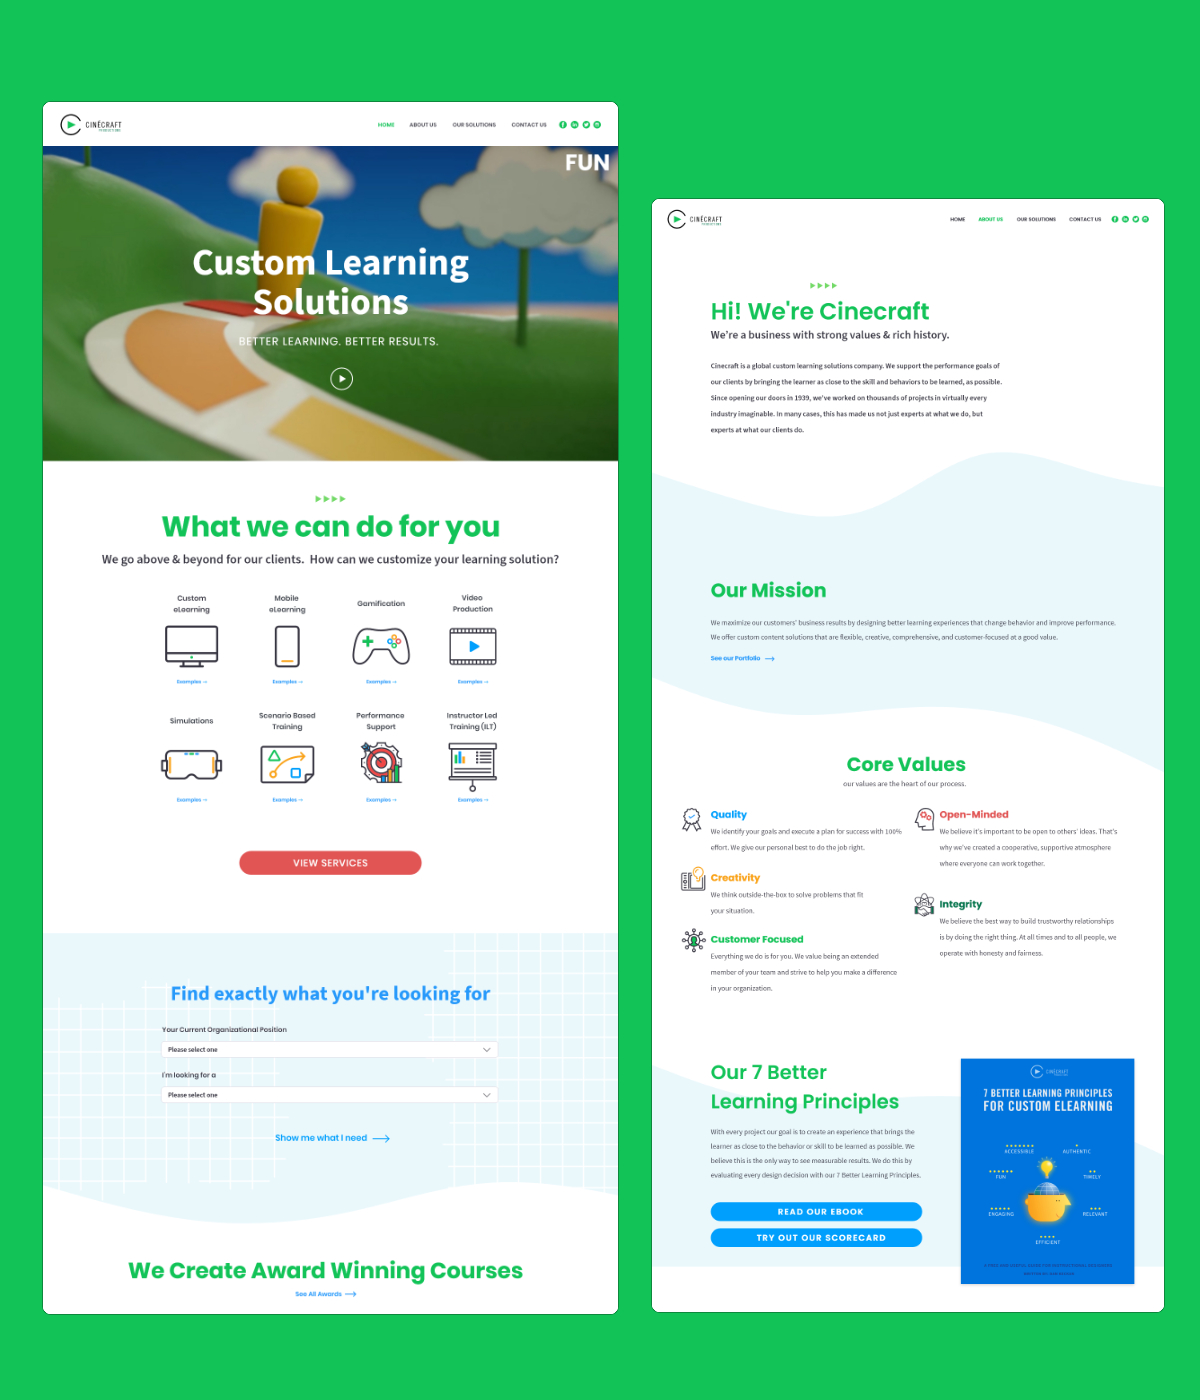 CINĒCRAFT
PRODUCTIONS
HOME
ABOUT US
OUR SOLUTIONS
CONTACT US
FUN
Custom Learning
Solutions
BETTER LEARNING. BETTER RESULTS.
What we can do for you
We go above & beyond for our clients. How can we customize your learning solution?
Custom
eLearning
Mobile
eLearning
Gamification
Video
Production
Examples →
Examples →
Examples →
Examples →
Simulations
Scenario Based
Training
Performance
Support
Instructor Led
Training (ILT)
Examples →
Examples →
Examples →
Examples →
VIEW SERVICES
Find exactly what you're looking for
Your Current Organizational Position
Please select one
I'm looking for a
Please select one
Show me what I need
We Create Award Winning Courses
See All Awards
CINĒCRAFT
PRODUCTIONS
HOME
ABOUT US
OUR SOLUTIONS
CONTACT US
Hi! We're Cinecraft
We're a business with strong values & rich history.
Cinecraft is a global custom learning solutions company. We support the performance goals of
our clients by bringing the learner as close to the skill and behaviors to be learned, as possible.
Since opening our doors in 1939, we've worked on thousands of projects in virtually every
industry imaginable. In many cases, this has made us not just experts at what we do, but
experts at what our clients do.
Our Mission
We maximize our customers' business results by designing better learning experiences that change behavior and improve performance.
We offer custom content solutions that are flexible, creative, comprehensive, and customer-focused at a good value.
See our Portfolio
Core Values
our values are the heart of our process.
Quality
We identify your goals and execute a plan for success with 100%
effort. We give our personal best to do the job right.
Creativity
We think outside-the-box to solve problems that fit
your situation.
Customer Focused
Everything we do is for you. We value being an extended
member of your team and strive to help you make a difference
in your organization.
Open-Minded
We believe it's important to be open to others' ideas. That's
why we've created a cooperative, supportive atmosphere
where everyone can work together.
Integrity
We believe the best way to build trustworthy relationships
is by doing the right thing. At all times and to all people, we
operate with honesty and fairness.
Our 7 Better
Learning Principles
With every project our goal is to create an experience that brings the
learner as close to the behavior or skill to be learned as possible. We
believe this is the only way to see measurable results. We do this by
evaluating every design decision with our 7 Better Learning Principles.
READ OUR EBOOK
TRY OUT OUR SCORECARD
CINĒCRAFT
7 BETTER LEARNING PRINCIPLES
FOR CUSTOM ELEARNING
ACCESSIBLE
AUTHENTIC
FUN
TIMELY
ENGAGING
RELEVANT
EFFICIENT